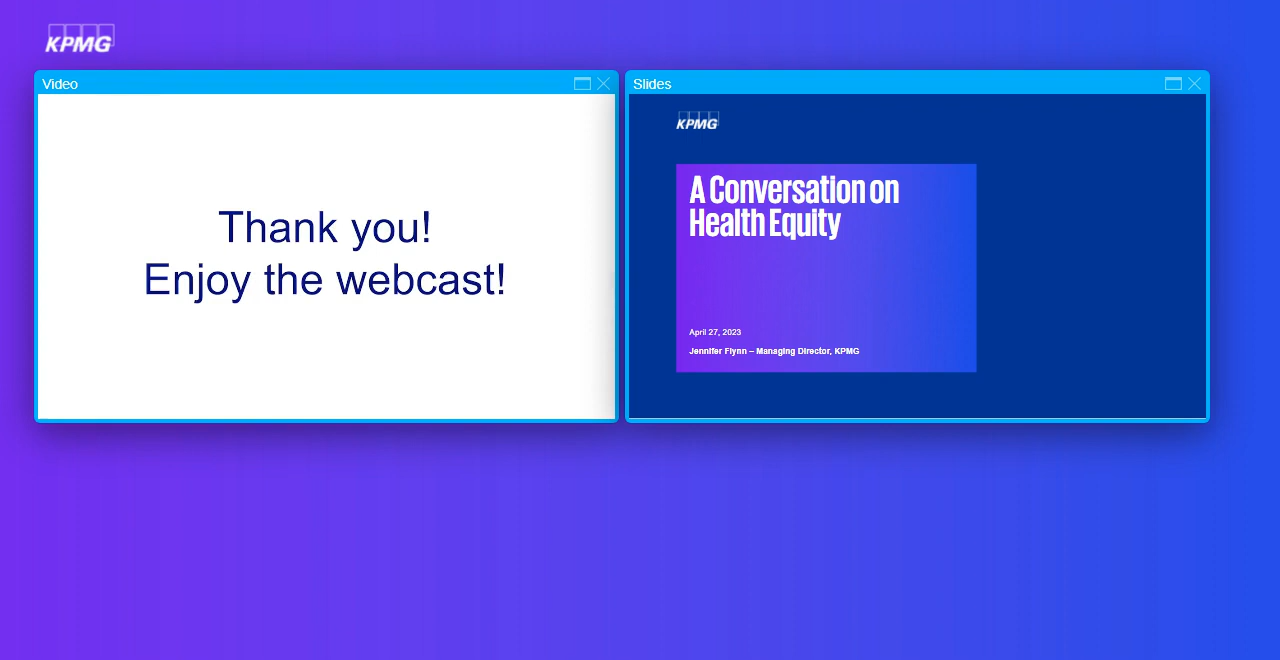 KPMG
Video
Thank you!
Enjoy the webcast!
Slides
KPMG
A Conversation on
Health Equity
April 27, 2023
Jennifer Flynn – Managing Director, KPMG